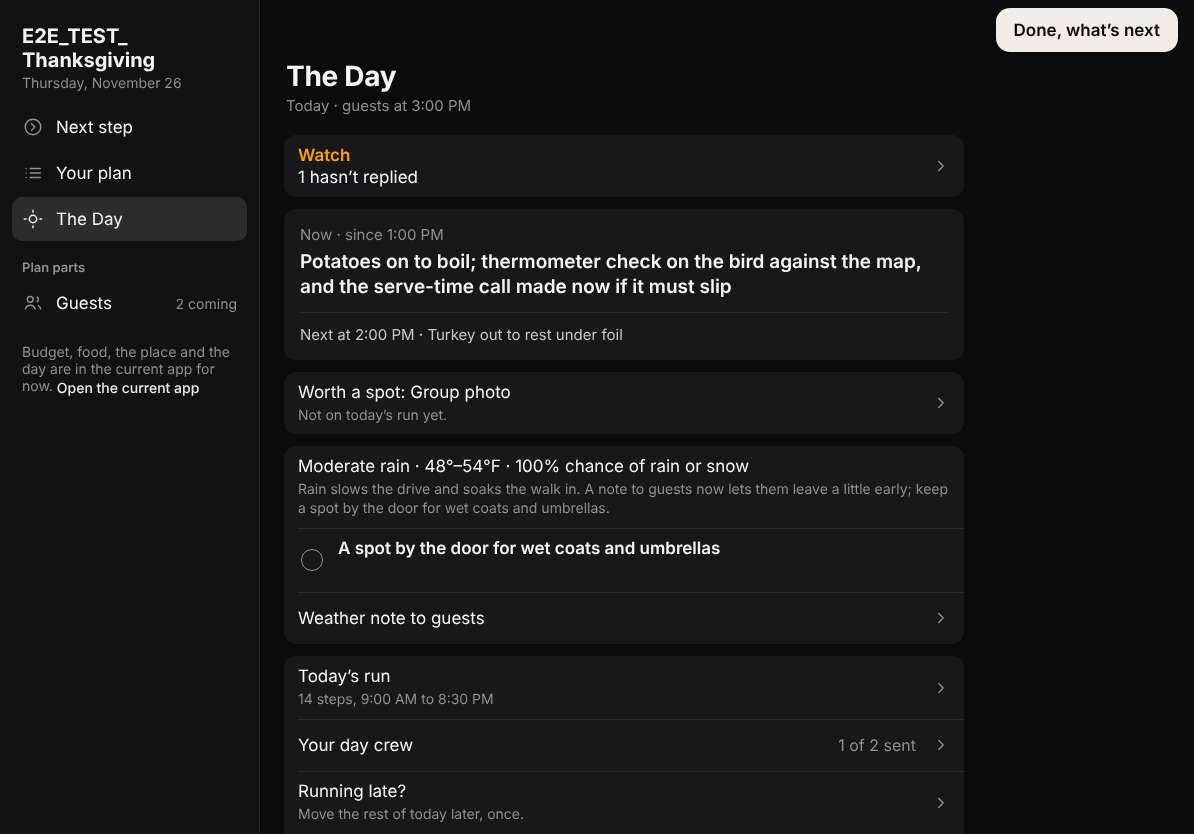 E2E_TEST_
Thanksgiving
Thursday, November 26
Next step
Your plan
The Day
Plan parts
Guests 2 coming
Budget, food, the place and the
day are in the current app for
now. Open the current app
Done, what’s next
The Day
Today · guests at 3:00 PM
Watch
1 hasn’t replied
Now · since 1:00 PM
Potatoes on to boil; thermometer check on the bird against the map,
and the serve-time call made now if it must slip
Next at 2:00 PM · Turkey out to rest under foil
Worth a spot: Group photo
Not on today’s run yet.
Moderate rain · 48°–54°F · 100% chance of rain or snow
Rain slows the drive and soaks the walk in. A note to guests now lets them leave a little early; keep
a spot by the door for wet coats and umbrellas.
A spot by the door for wet coats and umbrellas
Weather note to guests
Today’s run
14 steps, 9:00 AM to 8:30 PM
Your day crew 1 of 2 sent
Running late?
Move the rest of today later, once.